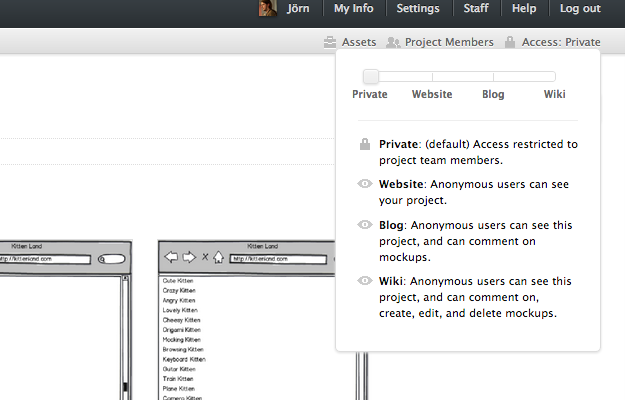 Jörn My Info Settings Staff Help Log out
Assets Project Members Access: Private
Private Website Blog Wiki
Private: (default) Access restricted to
project team members.
Website: Anonymous users can see
your project.
Blog: Anonymous users can see this
project, and can comment on
mockups.
Wiki: Anonymous users can see this
project, and can comment on,
create, edit, and delete mockups.
Kitten Land
http://kittenland.com
Kitten Land
X
http://kittenland.com
Cute Kitten
Crazy Kitten
Angry Kitten
Lovely Kitten
Cheesy Kitten
Origami Kitten
Mocking Kitten
Browsing Kitten
Keyboard Kitten
Guitar Kitten
Train Kitten
Plane Kitten
Camera Kitten